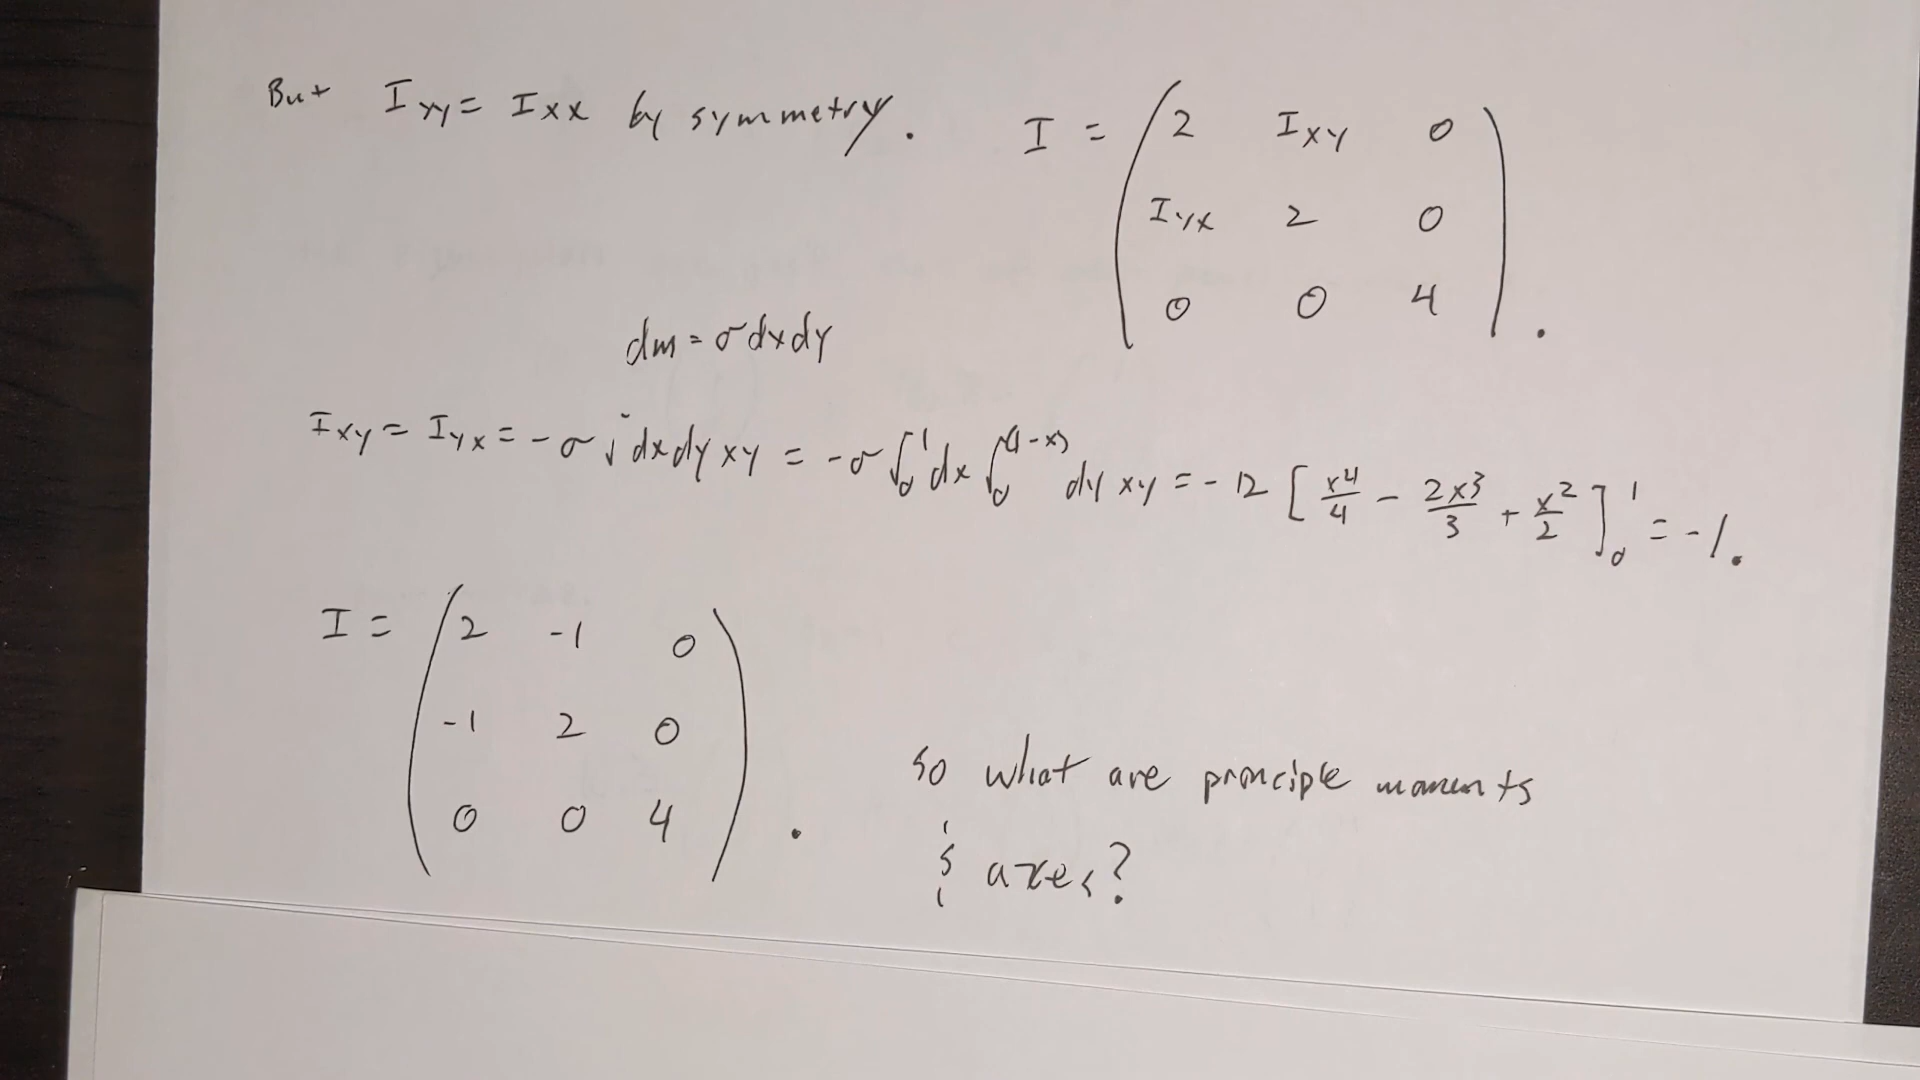 But Iyy = Ixx by symmetry. I = ( 2 Ixy 0
Iyx 2 0
0 0 4 ) .
dm = σ dx dy
Ixy = Iyx = - σ ∫ dx dy xy = - σ ∫₀¹ dx ∫₀^(1-x) dy xy = - 12 [ x⁴/4 - 2x³/3 + x²/2 ]₀¹ = -1.
I = ( 2 -1 0
-1 2 0
0 0 4 ) .
so what are principle moments
& axes?